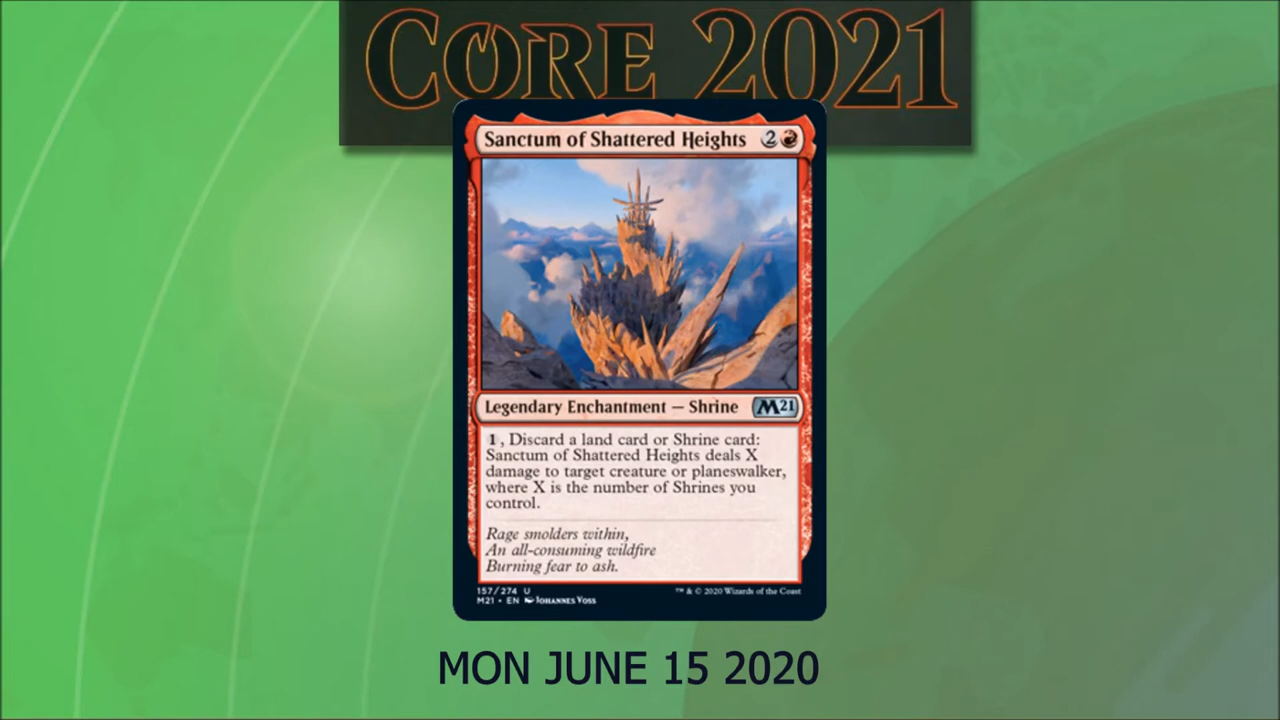 CORE 2021
Sanctum of Shattered Heights 2
Legendary Enchantment — Shrine M21
1, Discard a land card or Shrine card:
Sanctum of Shattered Heights deals X
damage to target creature or planeswalker,
where X is the number of Shrines you
control.
Rage smolders within,
An all-consuming wildfire
Burning fear to ash.
157/274 U ™ & © 2020 Wizards of the Coast
M21 • EN Johannes Voss
MON JUNE 15 2020